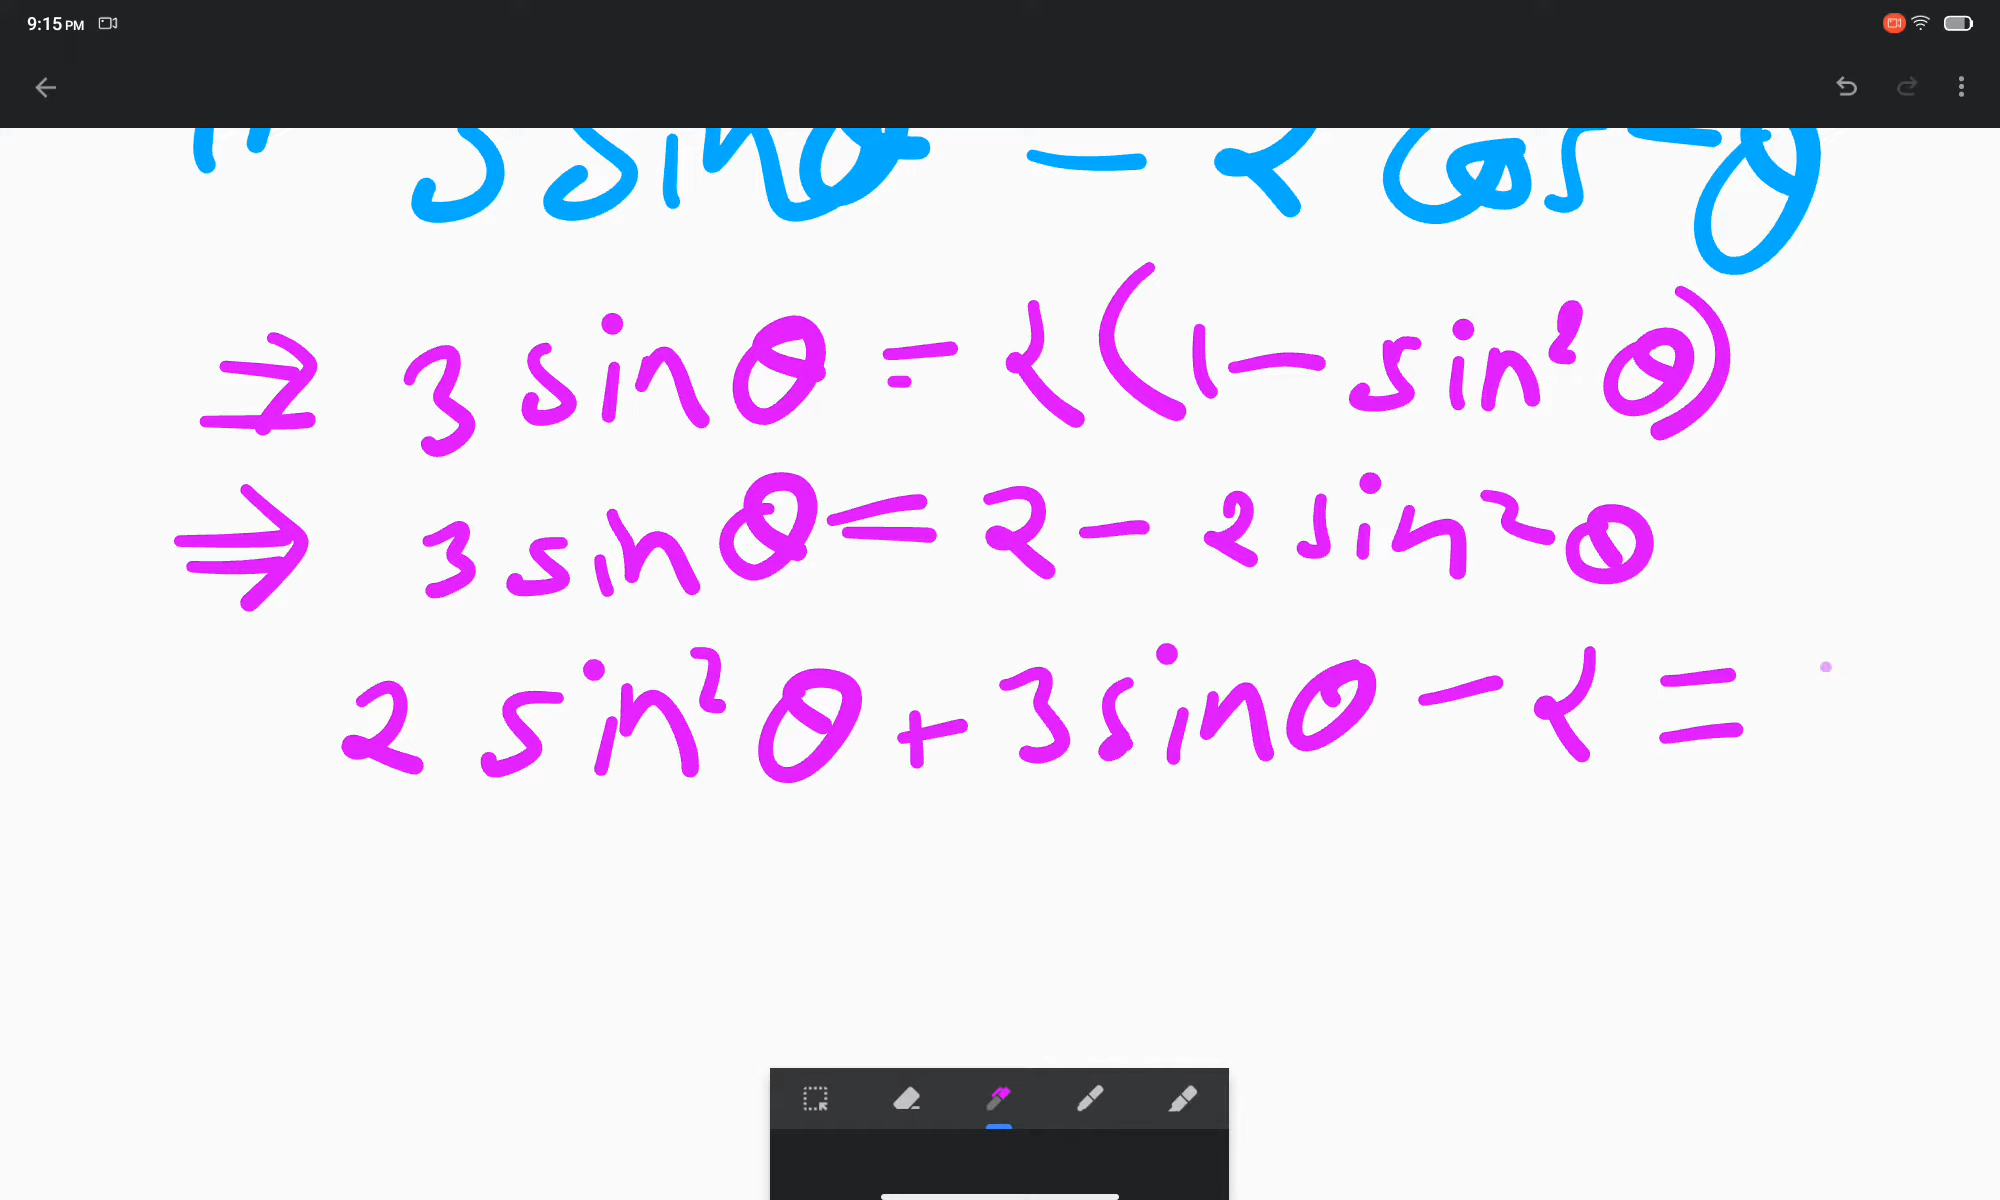 9:15 PM
3 sinθ = 2 cos²θ
⇒ 3 sinθ = 2(1 - sin²θ)
⇒ 3 sinθ = 2 - 2 sin²θ
2 sin²θ + 3 sinθ - 2 =